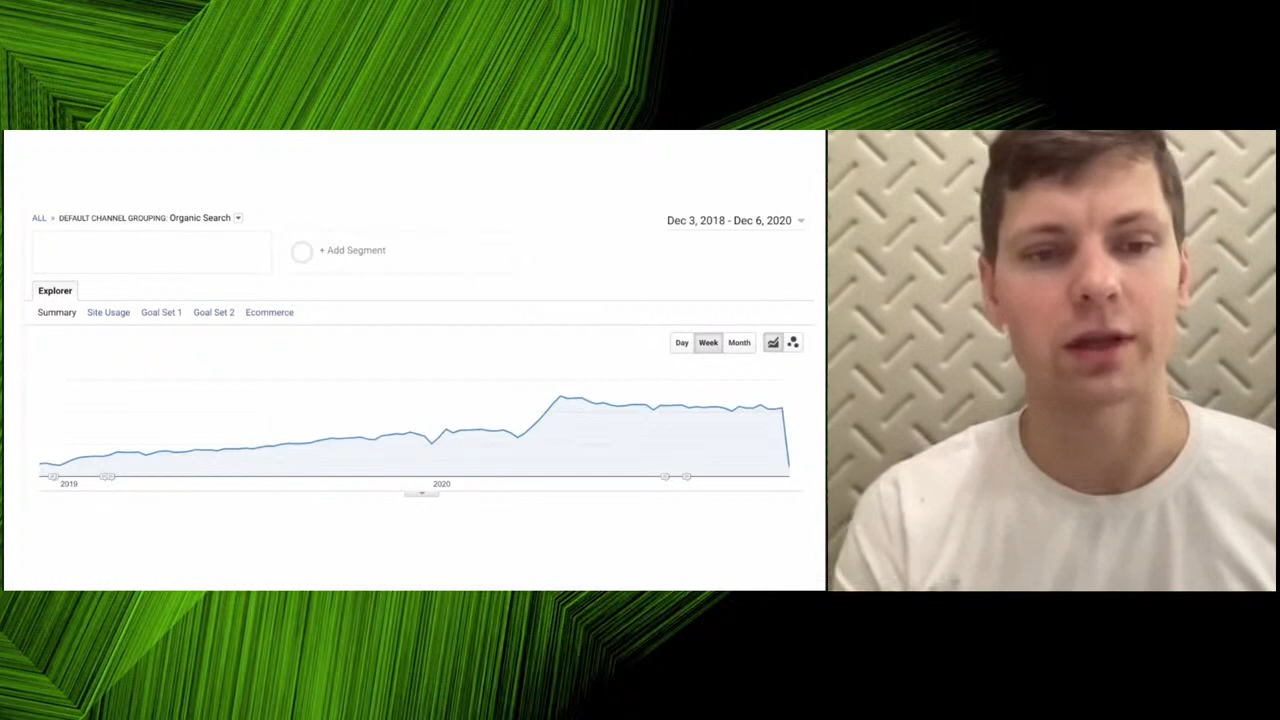 ALL » DEFAULT CHANNEL GROUPING: Organic Search
Dec 3, 2018 - Dec 6, 2020
+ Add Segment
Explorer
Summary Site Usage Goal Set 1 Goal Set 2 Ecommerce
Day Week Month
2019 2020